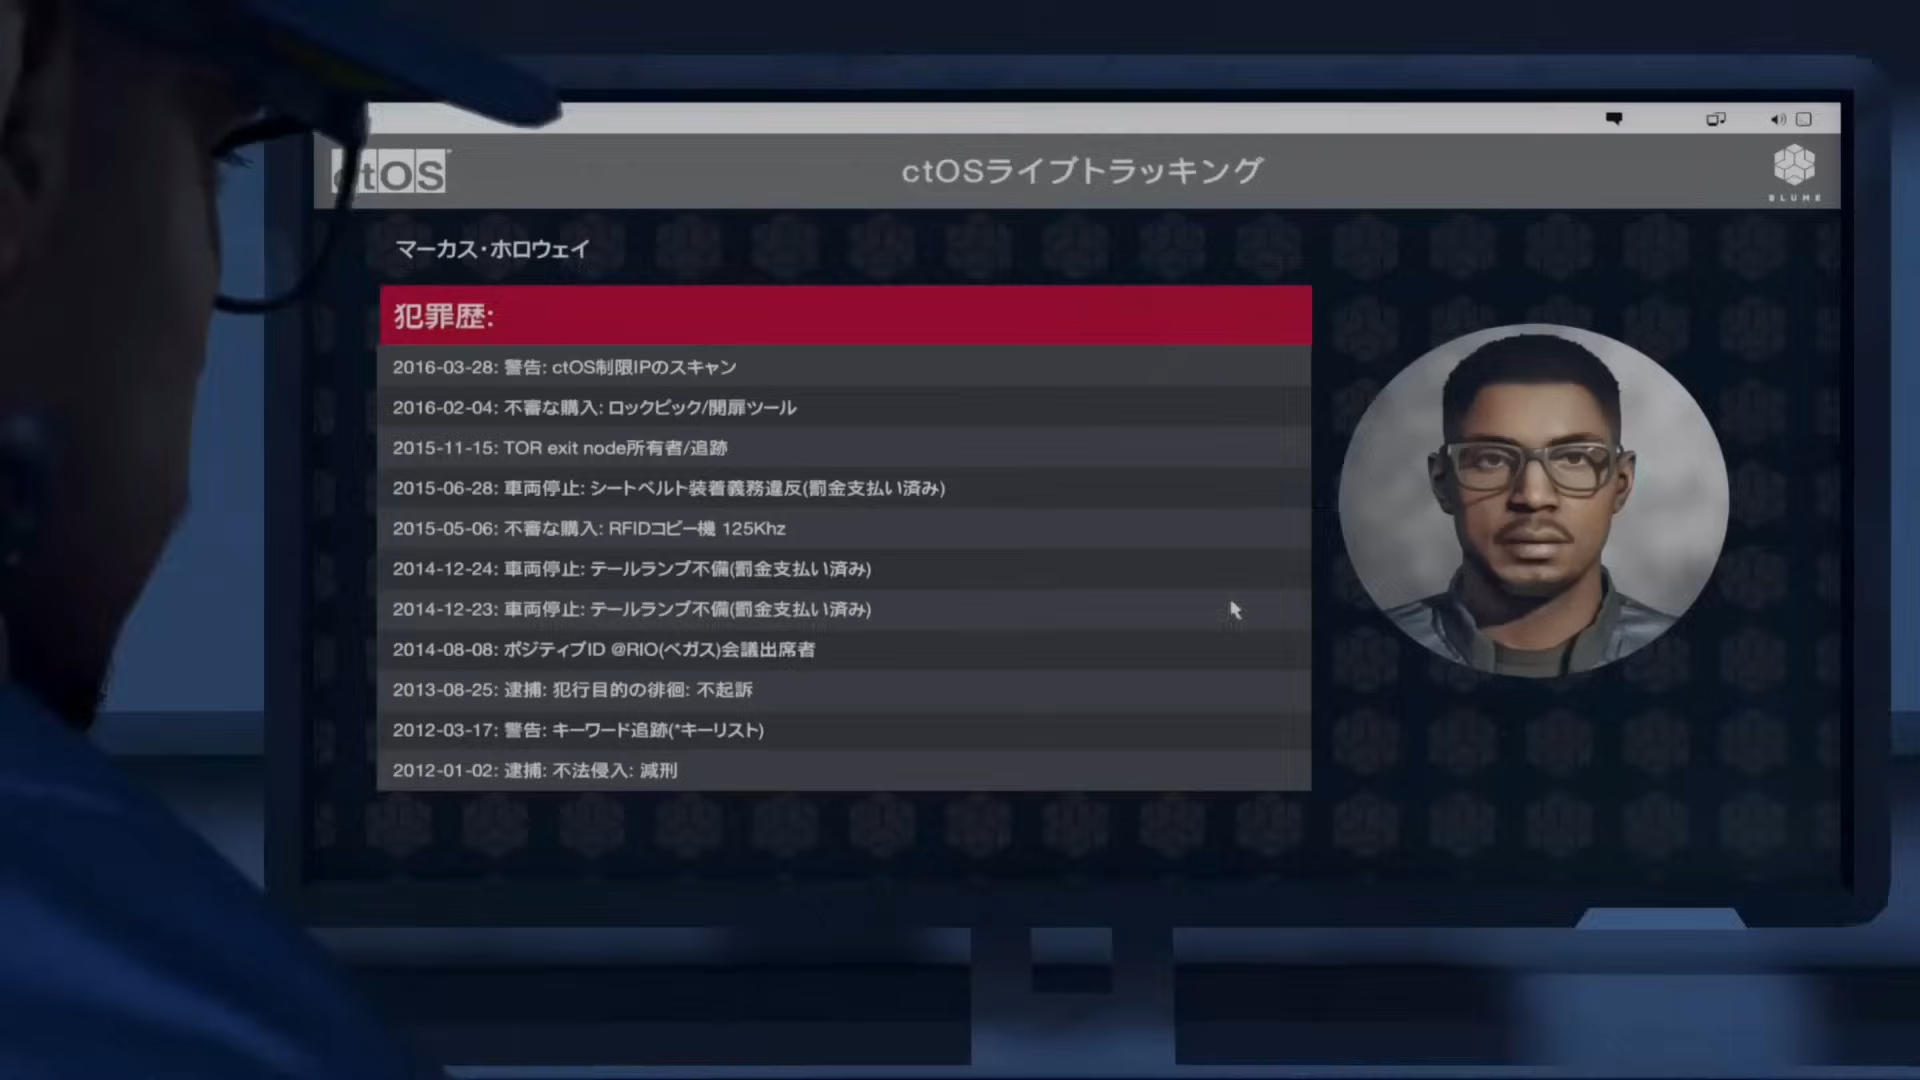 ctOS
ctOSライブトラッキング
BLUME
マーカス・ホロウェイ
犯罪歴:
2016-03-28: 警告: ctOS制限IPのスキャン
2016-02-04: 不審な購入: ロックピック/開扉ツール
2015-11-15: TOR exit node所有者/追跡
2015-06-28: 車両停止: シートベルト装着義務違反(罰金支払い済み)
2015-05-06: 不審な購入: RFIDコピー機 125Khz
2014-12-24: 車両停止: テールランプ不備(罰金支払い済み)
2014-12-23: 車両停止: テールランプ不備(罰金支払い済み)
2014-08-08: ポジティブID @RIO(ベガス)会議出席者
2013-08-25: 逮捕: 犯行目的の徘徊: 不起訴
2012-03-17: 警告: キーワード追跡(*キーリスト)
2012-01-02: 逮捕: 不法侵入: 減刑